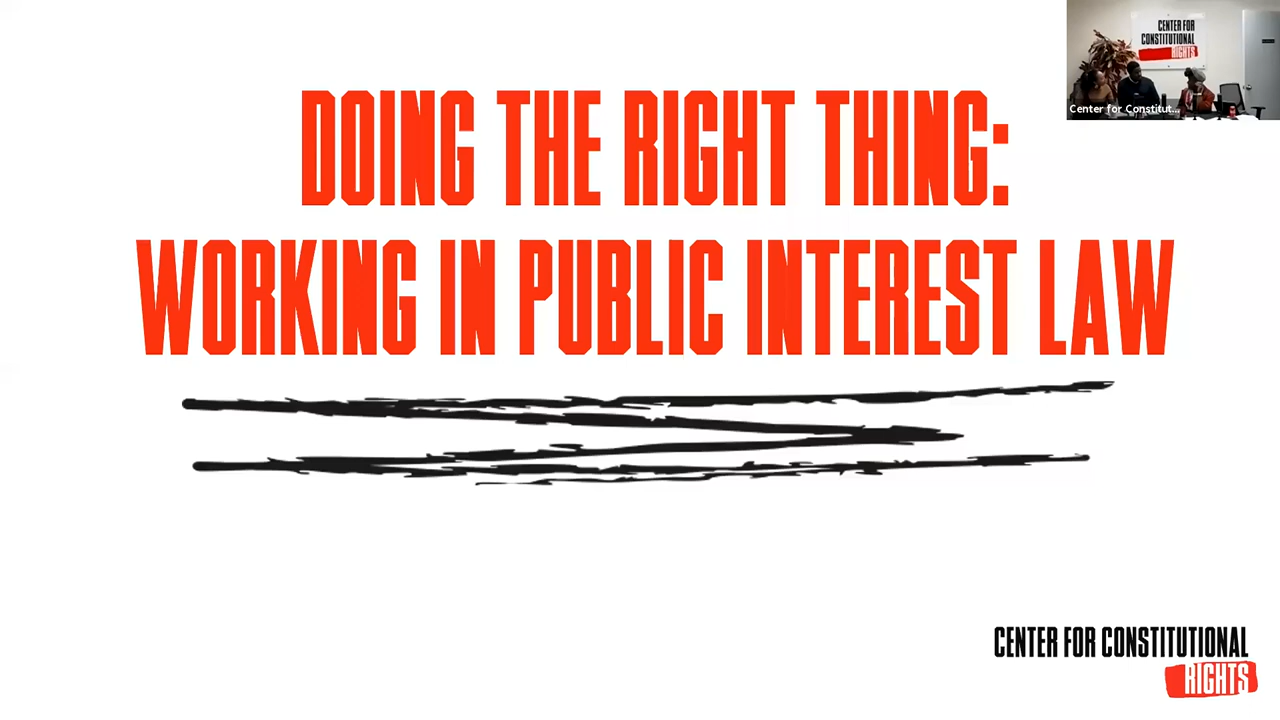 CENTER FOR
CONSTITUTIONAL
RIGHTS
Center for Constitut...
DOING THE RIGHT THING:
WORKING IN PUBLIC INTEREST LAW
CENTER FOR CONSTITUTIONAL
RIGHTS